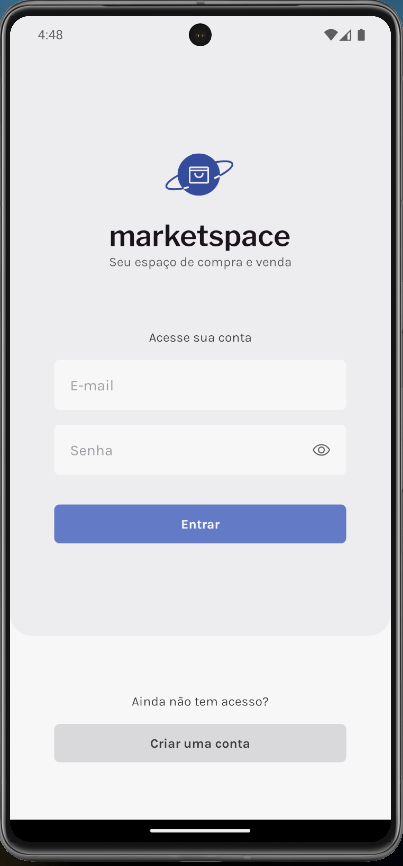 4:48
marketspace
Seu espaço de compra e venda
Acesse sua conta
E-mail
Senha
Entrar
Ainda não tem acesso?
Criar uma conta